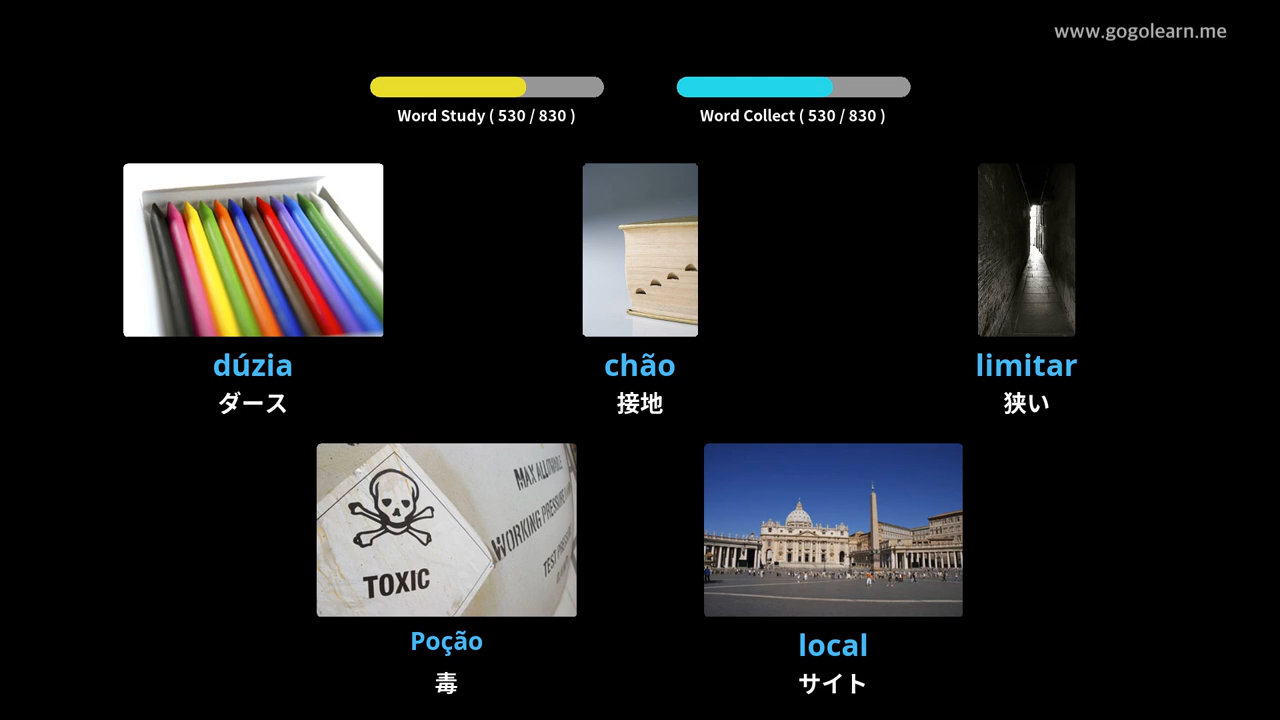 www.gogolearn.me
Word Study ( 530 / 830 )
Word Collect ( 530 / 830 )
dúzia
ダース
chão
接地
limitar
狭い
MAX ALLOWABLE
WORKING PRESSURE
TEST PRESS
TOXIC
Poção
毒
local
サイト